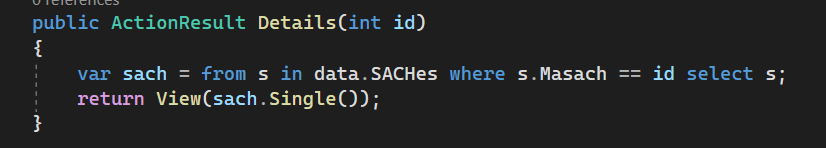 0 references
public ActionResult Details(int id)
{
var sach = from s in data.SACHes where s.Masach == id select s;
return View(sach.Single());
}